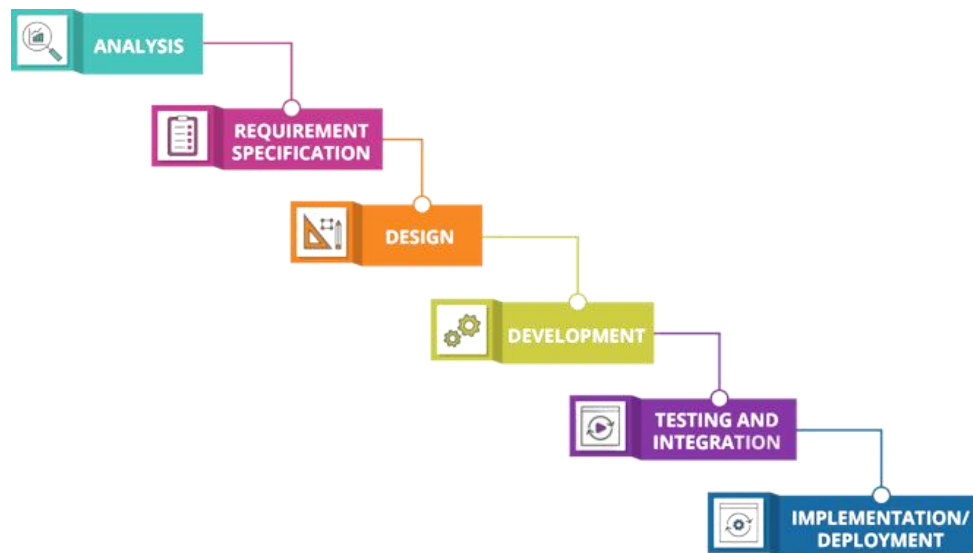 ANALYSIS
REQUIREMENT
SPECIFICATION
DESIGN
DEVELOPMENT
TESTING AND
INTEGRATION
IMPLEMENTATION/
DEPLOYMENT